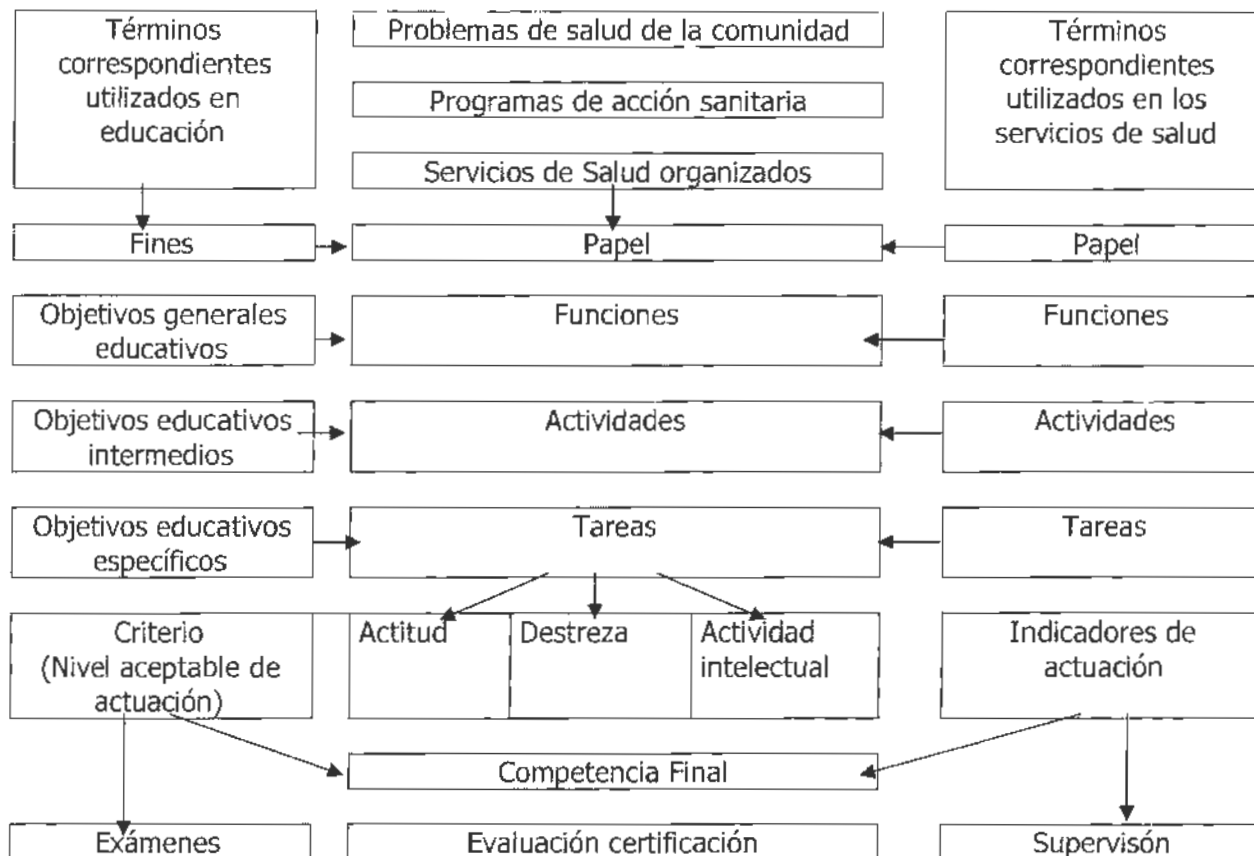 Términos
correspondientes
utilizados en
educación
Problemas de salud de la comunidad
Programas de acción sanitaria
Servicios de Salud organizados
Términos
correspondientes
utilizados en los
servicios de salud
Fines
Papel
Papel
Objetivos generales
educativos
Funciones
Funciones
Objetivos educativos
intermedios
Actividades
Actividades
Objetivos educativos
específicos
Tareas
Tareas
Criterio
(Nivel aceptable de
actuación)
Actitud
Destreza
Actividad
intelectual
Indicadores de
actuación
Competencia Final
Exámenes
Evaluación certificación
Supervisón